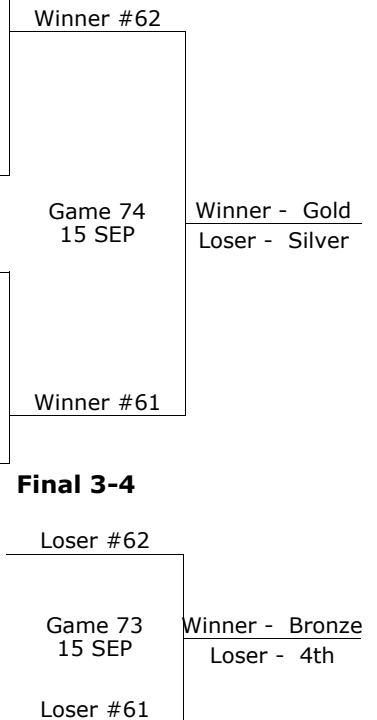 Winner #62
Game 74
15 SEP
Winner - Gold
Loser - Silver
Winner #61
Final 3-4
Loser #62
Game 73
15 SEP
Winner - Bronze
Loser - 4th
Loser #61